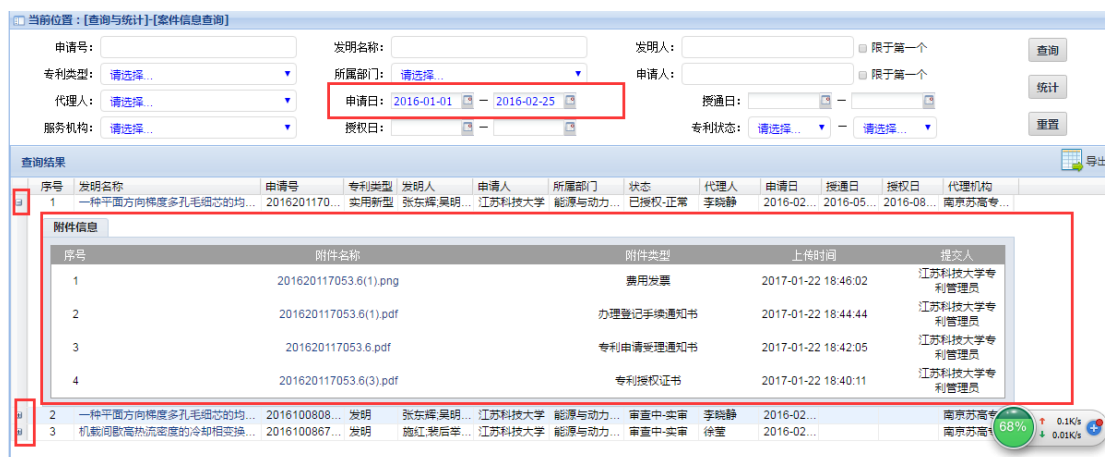 当前位置：[查询与统计]-[案件信息查询]
申请号： 发明名称： 发明人： 限于第一个 查询
专利类型： 请选择... 所属部门： 请选择... 申请人： 限于第一个
代理人： 请选择... 申请日： 2016-01-01 — 2016-02-25 授通日： — 统计
服务机构： 请选择... 授权日： — 专利状态： 请选择... — 请选择... 重置
查询结果 导出
序号 发明名称 申请号 专利类型 发明人 申请人 所属部门 状态 代理人 申请日 授通日 授权日 代理机构
1 一种平面方向梯度多孔毛细芯的均... 2016201170... 实用新型 张东辉;吴明... 江苏科技大学 能源与动力... 已授权-正常 李晓静 2016-02... 2016-05... 2016-08... 南京苏高专...
附件信息
序号 附件名称 附件类型 上传时间 提交人
1 201620117053.6(1).png 费用发票 2017-01-22 18:46:02 江苏科技大学专
利管理员
2 201620117053.6(1).pdf 办理登记手续通知书 2017-01-22 18:44:44 江苏科技大学专
利管理员
3 201620117053.6.pdf 专利申请受理通知书 2017-01-22 18:42:05 江苏科技大学专
利管理员
4 201620117053.6(3).pdf 专利授权证书 2017-01-22 18:40:11 江苏科技大学专
利管理员
2 一种平面方向梯度多孔毛细芯的均... 2016100808... 发明 张东辉;吴明... 江苏科技大学 能源与动力... 审查中-实审 李晓静 2016-02... 南京苏高专
3 机载间歇高热流密度的冷却相变换... 2016100867... 发明 施红;裴后举... 江苏科技大学 能源与动力... 审查中-实审 徐莹 2016-02... 南京苏高
68% 0.1K/s
0.01K/s